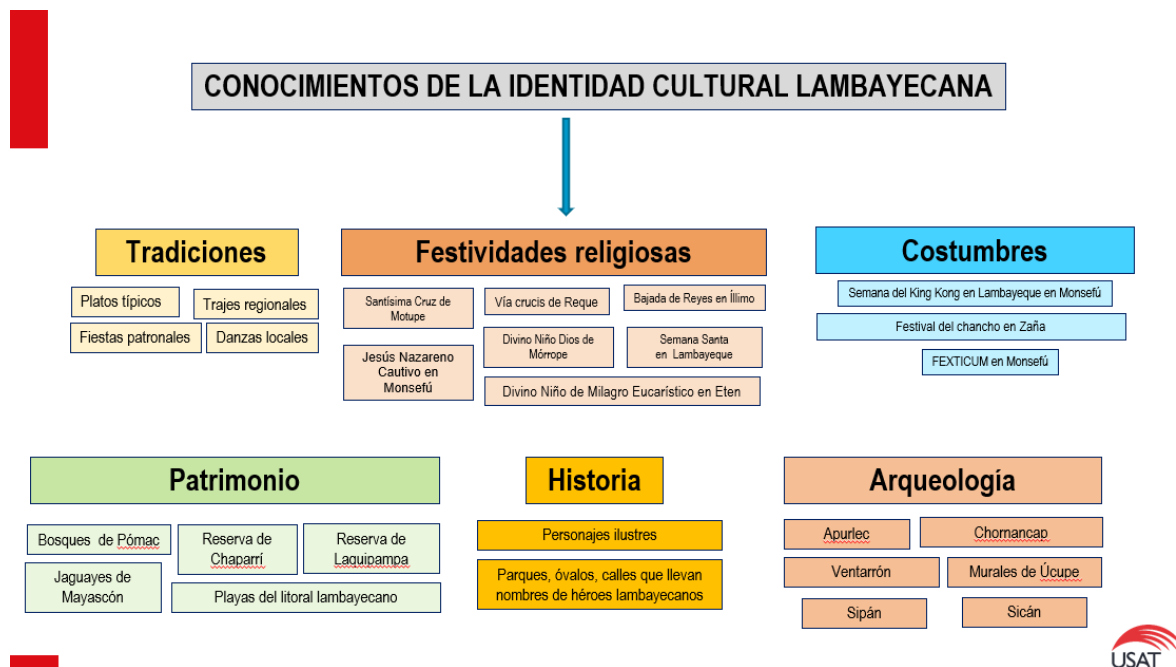 CONOCIMIENTOS DE LA IDENTIDAD CULTURAL LAMBAYECANA
Tradiciones
Platos típicos
Trajes regionales
Fiestas patronales
Danzas locales
Festividades religiosas
Santísima Cruz de
Motupe
Vía crucis de Reque
Bajada de Reyes en Íllimo
Jesús Nazareno
Cautivo en
Monsefú
Divino Niño Dios de
Mórrope
Semana Santa
en Lambayeque
Divino Niño de Milagro Eucarístico en Eten
Costumbres
Semana del King Kong en Lambayeque en Monsefú
Festival del chancho en Zaña
FEXTICUM en Monsefú
Patrimonio
Bosques de Pómac
Reserva de
Chaparrí
Reserva de
Laquipampa
Jaguayes de
Mayascón
Playas del litoral lambayecano
Historia
Personajes ilustres
Parques, óvalos, calles que llevan
nombres de héroes lambayecanos
Arqueología
Apurlec
Chornancap
Ventarrón
Murales de Úcupe
Sipán
Sicán
USAT